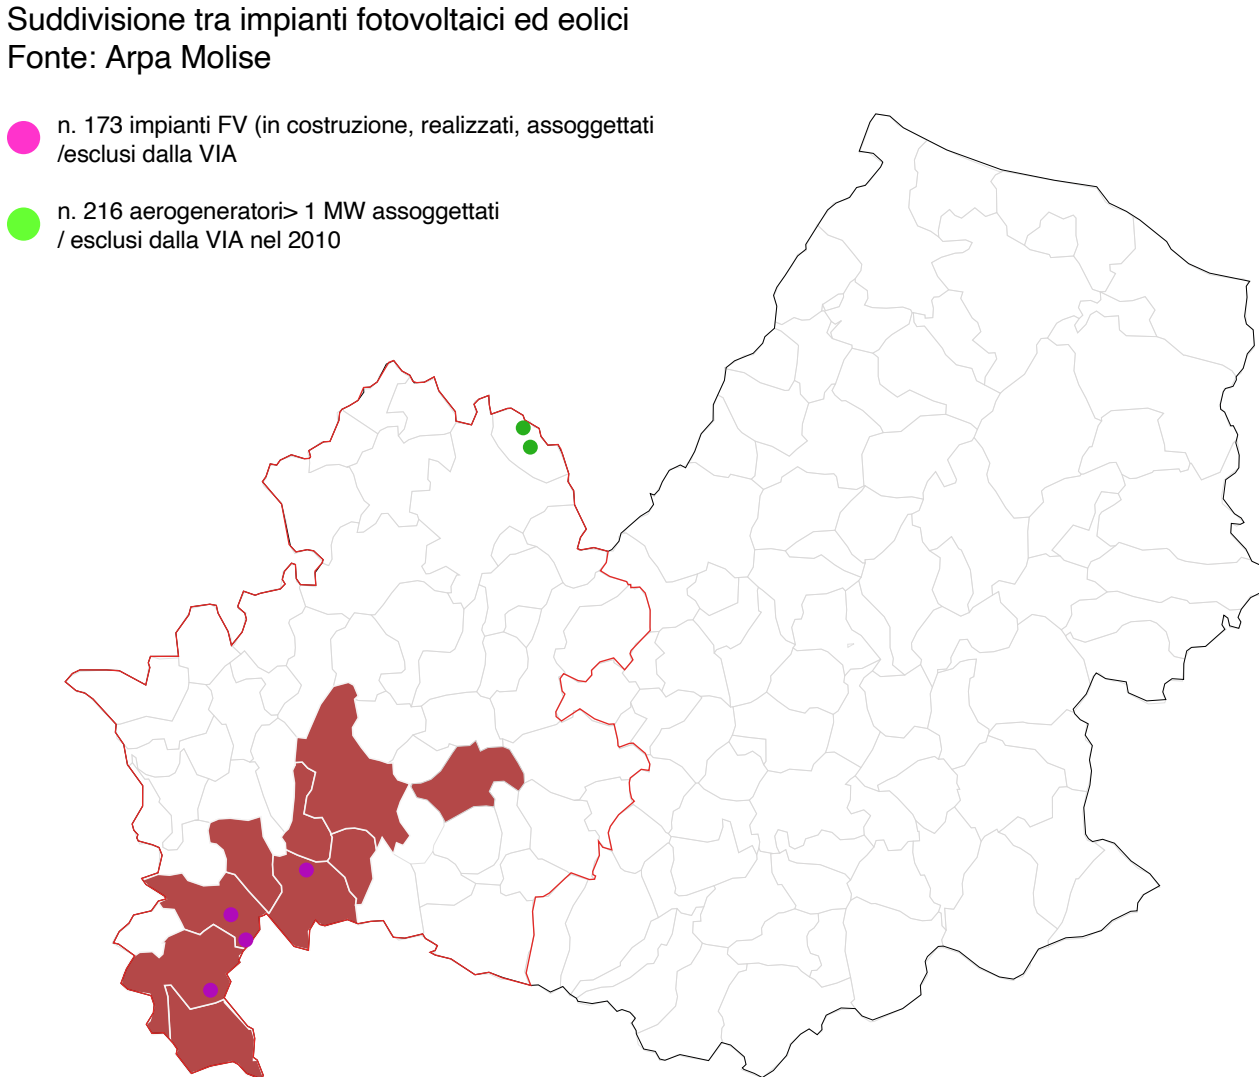 Suddivisione tra impianti fotovoltaici ed eolici
Fonte: Arpa Molise
n. 173 impianti FV (in costruzione, realizzati, assoggettati
/esclusi dalla VIA
n. 216 aerogeneratori> 1 MW assoggettati
/ esclusi dalla VIA nel 2010